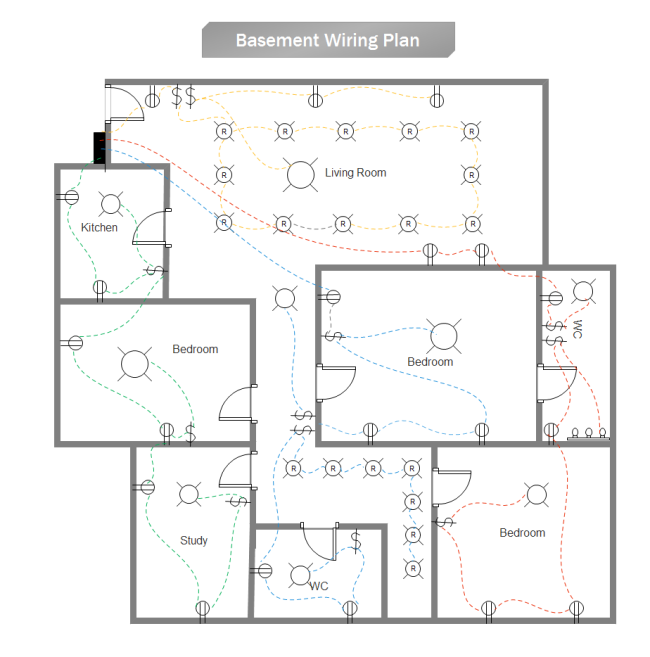 Basement Wiring Plan
R R R R R
Living Room
R R
Kitchen
R R R R R
WC
Bedroom
Bedroom
R R R R
R
Study
Bedroom
R
R
WC